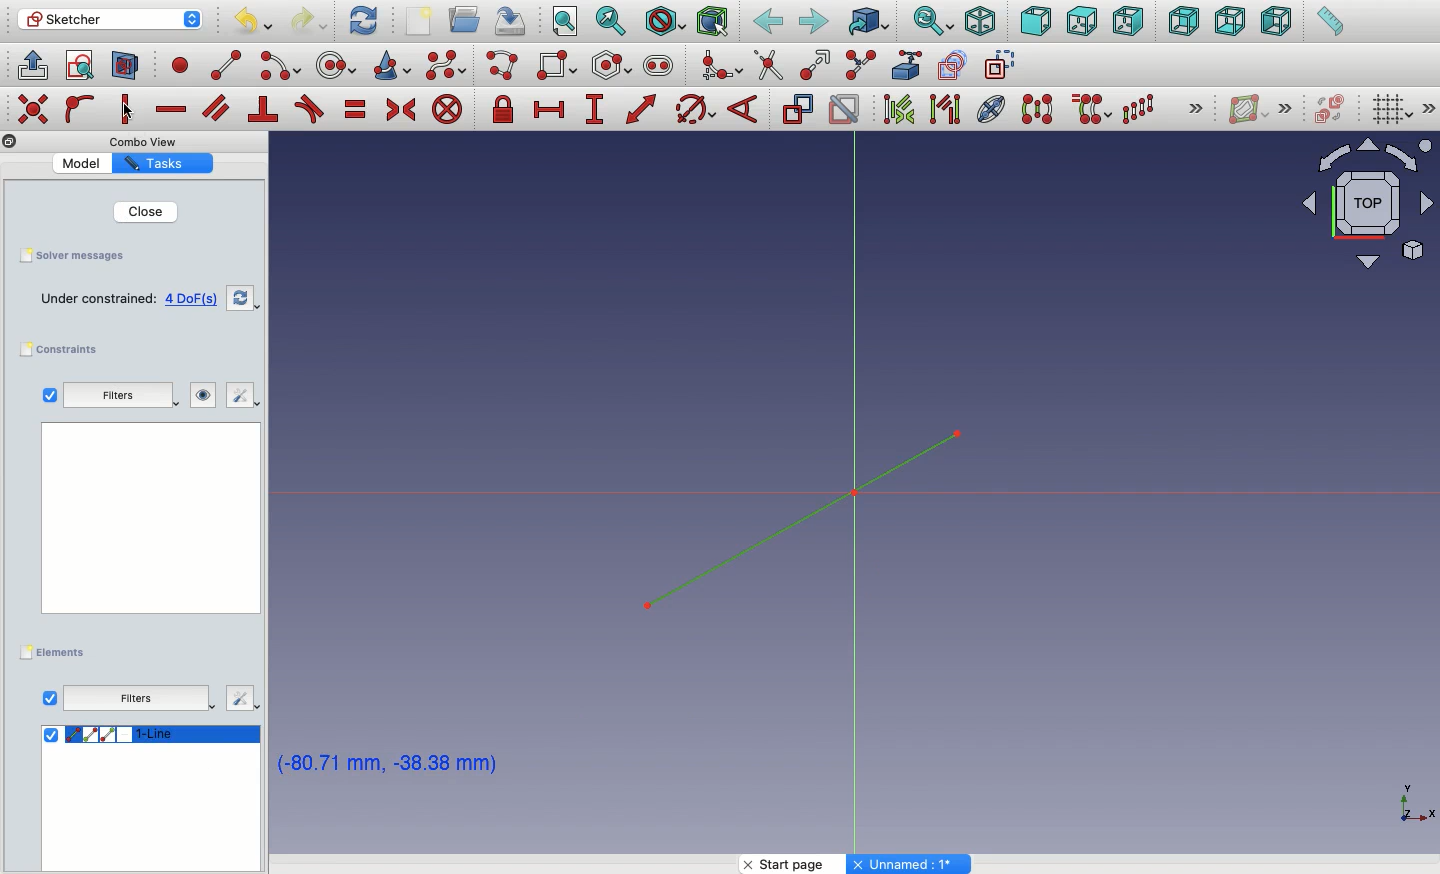 Sketcher
Combo View
Model
Tasks
Close
Solver messages
Under constrained: 4 DoF(s)
Constraints
Filters
Elements
Filters
1-Line
(-80.71 mm, -38.38 mm)
TOP
Y
Z
X
Start page
Unnamed : 1*